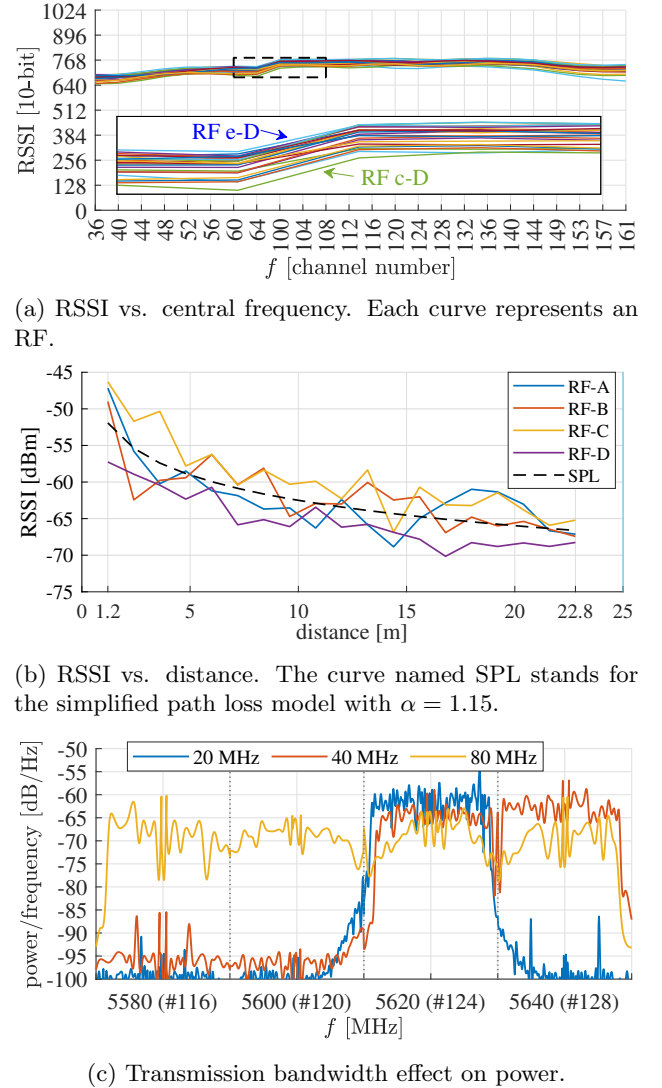 1024
896
768
640
512
384
256
128
0
RSSI [10-bit]
RF e-D
RF c-D
36 40 44 48 52 56 60 64 100 104 108 112 116 120 124 128 132 136 140 144 149 153 157 161
f [channel number]
(a) RSSI vs. central frequency. Each curve represents an
RF.
-45
-50
-55
-60
-65
-70
-75
RSSI [dBm]
RF-A
RF-B
RF-C
RF-D
SPL
0 1.2 5 10 15 20 22.8 25
distance [m]
(b) RSSI vs. distance. The curve named SPL stands for
the simplified path loss model with α = 1.15.
-50
-55
-60
-65
-70
-75
-80
-85
-90
-95
-100
power/frequency [dB/Hz]
20 MHz 40 MHz 80 MHz
5580 (#116) 5600 (#120) 5620 (#124) 5640 (#128)
f [MHz]
(c) Transmission bandwidth effect on power.